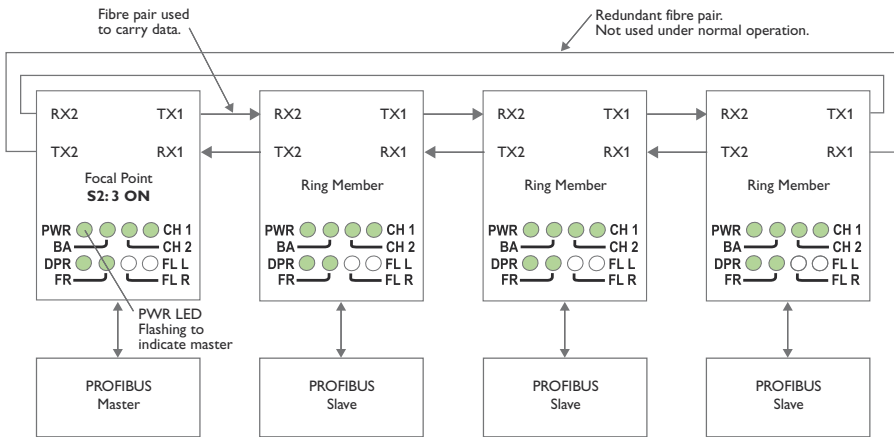 Fibre pair used
to carry data.
Redundant fibre pair.
Not used under normal operation.
RX2 TX1
TX2 RX1
Focal Point
S2: 3 ON
PWR CH 1
BA CH 2
DPR FL L
FR FL R
RX2 TX1
TX2 RX1
Ring Member
PWR CH 1
BA CH 2
DPR FL L
FR FL R
RX2 TX1
TX2 RX1
Ring Member
PWR CH 1
BA CH 2
DPR FL L
FR FL R
RX2 TX1
TX2 RX1
Ring Member
PWR CH 1
BA CH 2
DPR FL L
FR FL R
PWR LED
Flashing to
indicate master
PROFIBUS
Master
PROFIBUS
Slave
PROFIBUS
Slave
PROFIBUS
Slave